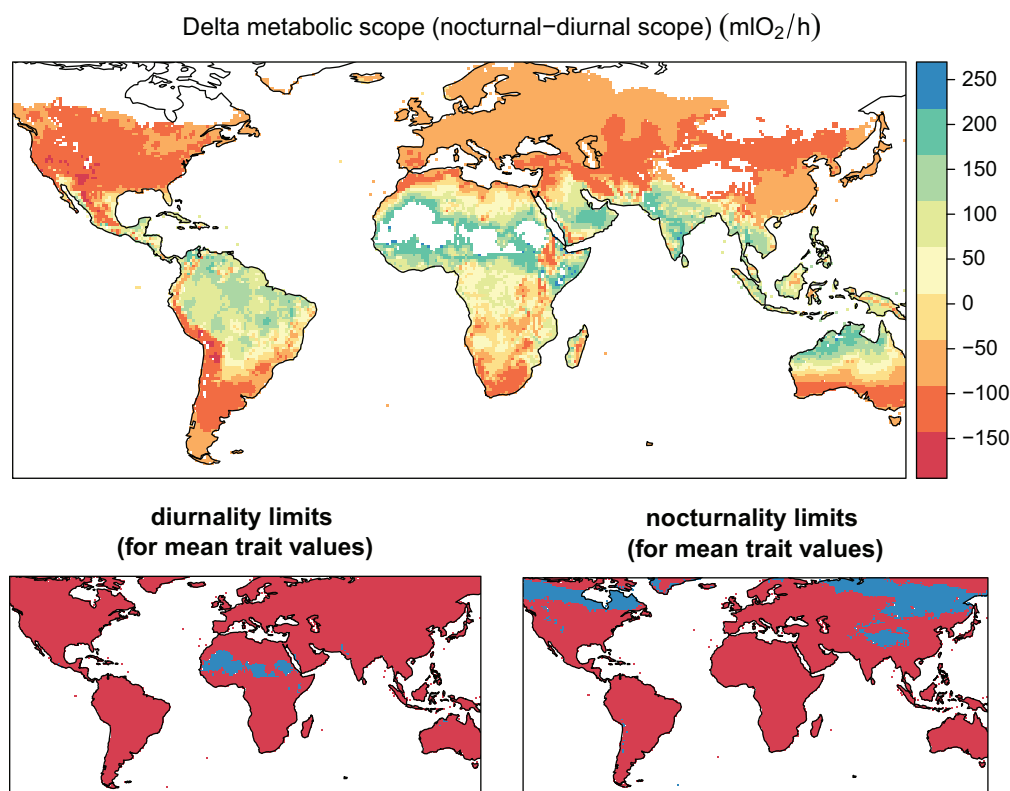 Delta metabolic scope (nocturnal−diurnal scope) (mlO₂/h)
250
200
150
100
50
0
−50
−100
−150
diurnality limits
(for mean trait values)
nocturnality limits
(for mean trait values)